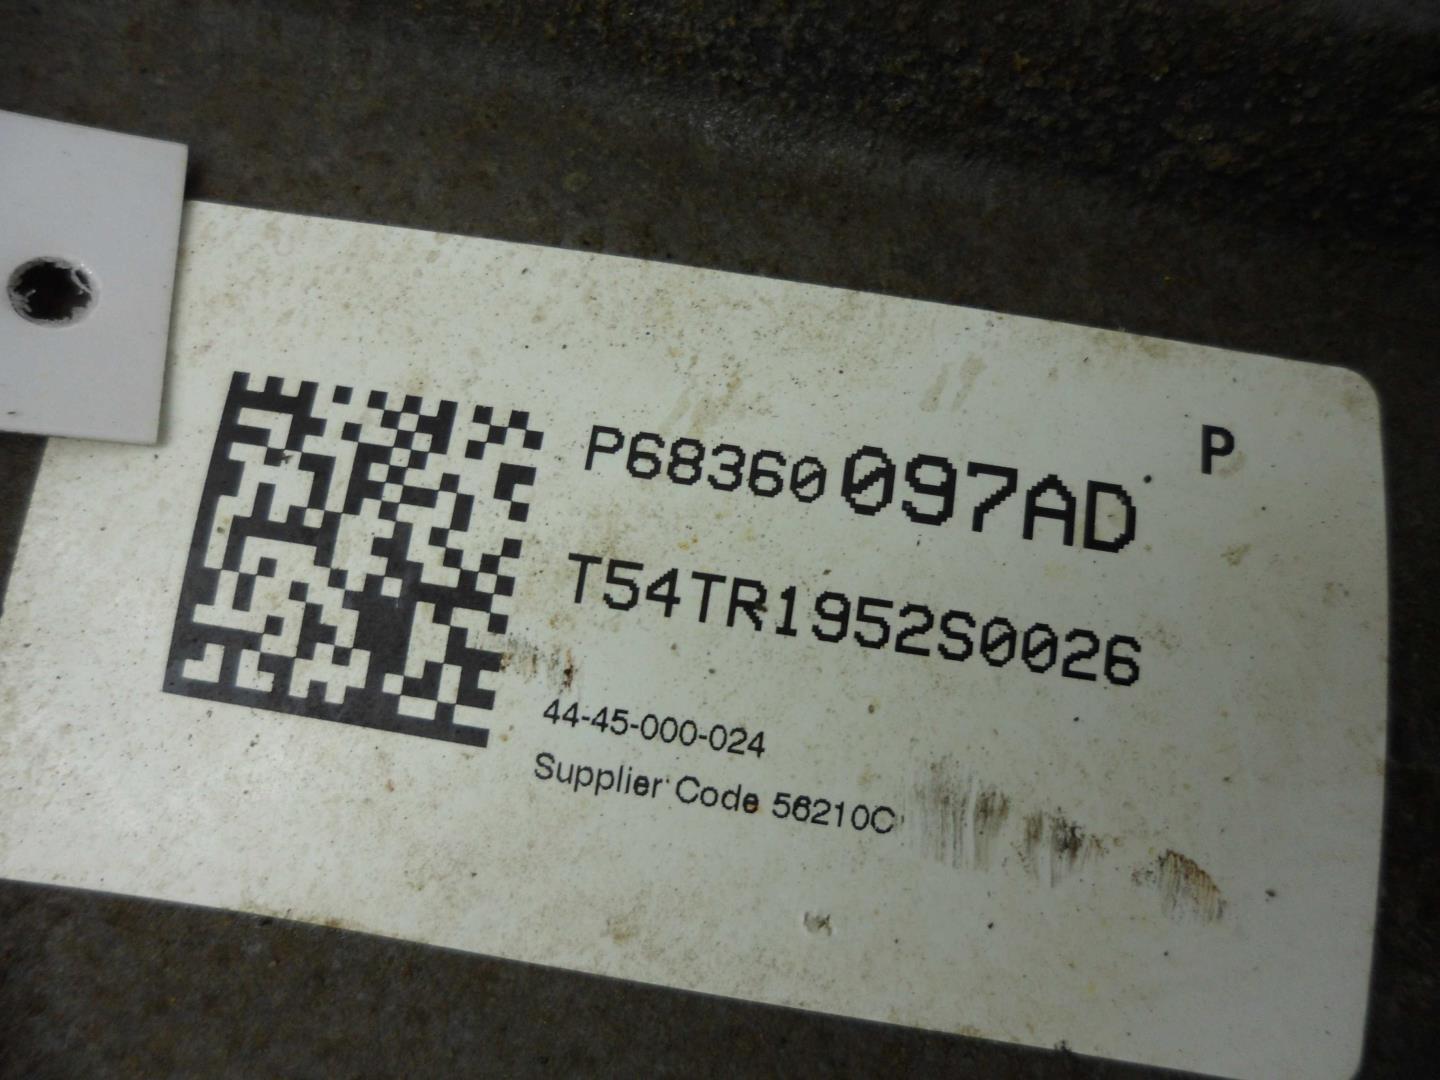 P
P68360097AD
T54TR1952S0026
44-45-000-024
Supplier Code 56210C